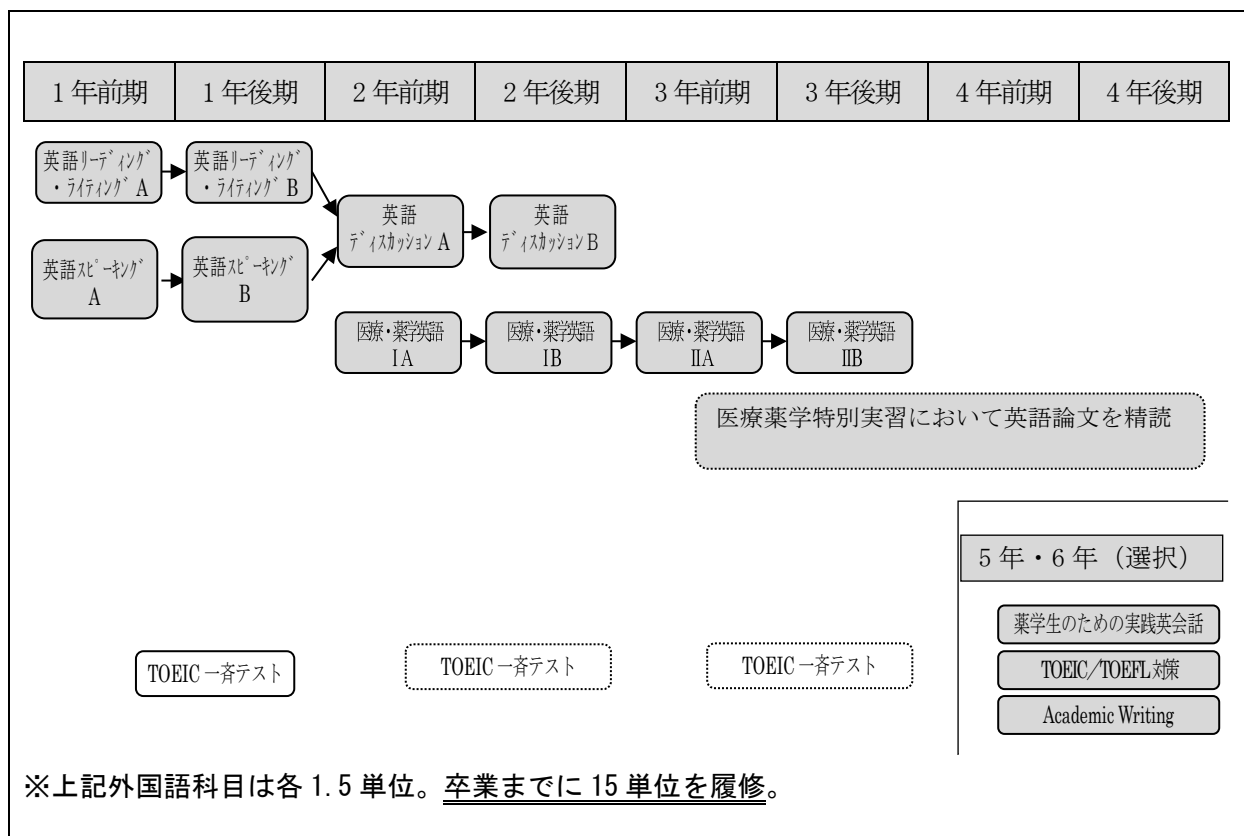 1年前期 1年後期 2年前期 2年後期 3年前期 3年後期 4年前期 4年後期
英語ﾘｰﾃﾞｨﾝｸﾞ
・ﾗｲﾃｨﾝｸﾞA
英語ﾘｰﾃﾞｨﾝｸﾞ
・ﾗｲﾃｨﾝｸﾞB
英語
ﾃﾞｨｽｶｯｼｮﾝA
英語
ﾃﾞｨｽｶｯｼｮﾝB
英語ｽﾋﾟｰｷﾝｸﾞ
A
英語ｽﾋﾟｰｷﾝｸﾞ
B
医療・薬学英語
ⅠA
医療・薬学英語
ⅠB
医療・薬学英語
ⅡA
医療・薬学英語
ⅡB
医療薬学特別実習において英語論文を精読
5年・6年（選択）
薬学生のための実践英会話
TOEIC／TOEFL対策
Academic Writing
TOEIC一斉テスト
TOEIC一斉テスト
TOEIC一斉テスト
※上記外国語科目は各1.5単位。卒業までに15単位を履修。